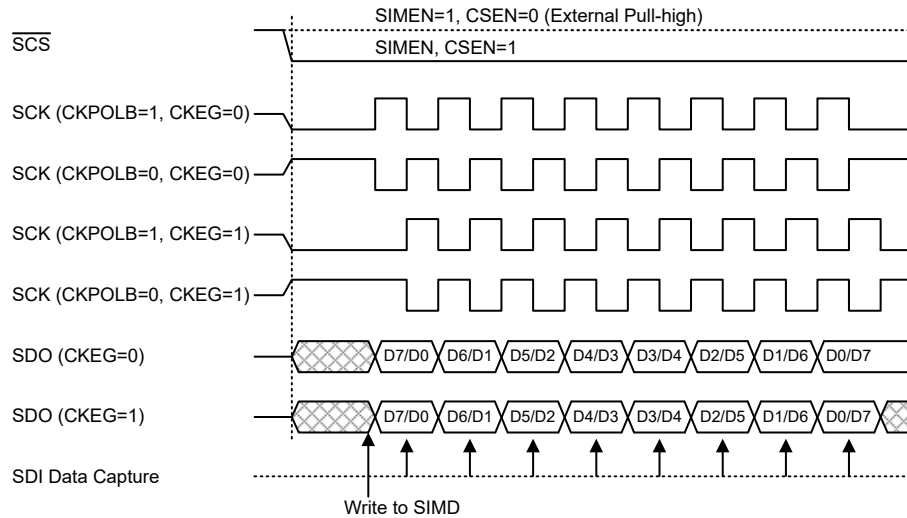 SIMEN=1, CSEN=0 (External Pull-high)
SCS
SIMEN, CSEN=1
SCK (CKPOLB=1, CKEG=0)
SCK (CKPOLB=0, CKEG=0)
SCK (CKPOLB=1, CKEG=1)
SCK (CKPOLB=0, CKEG=1)
SDO (CKEG=0) D7/D0 D6/D1 D5/D2 D4/D3 D3/D4 D2/D5 D1/D6 D0/D7
SDO (CKEG=1) D7/D0 D6/D1 D5/D2 D4/D3 D3/D4 D2/D5 D1/D6 D0/D7
SDI Data Capture
Write to SIMD